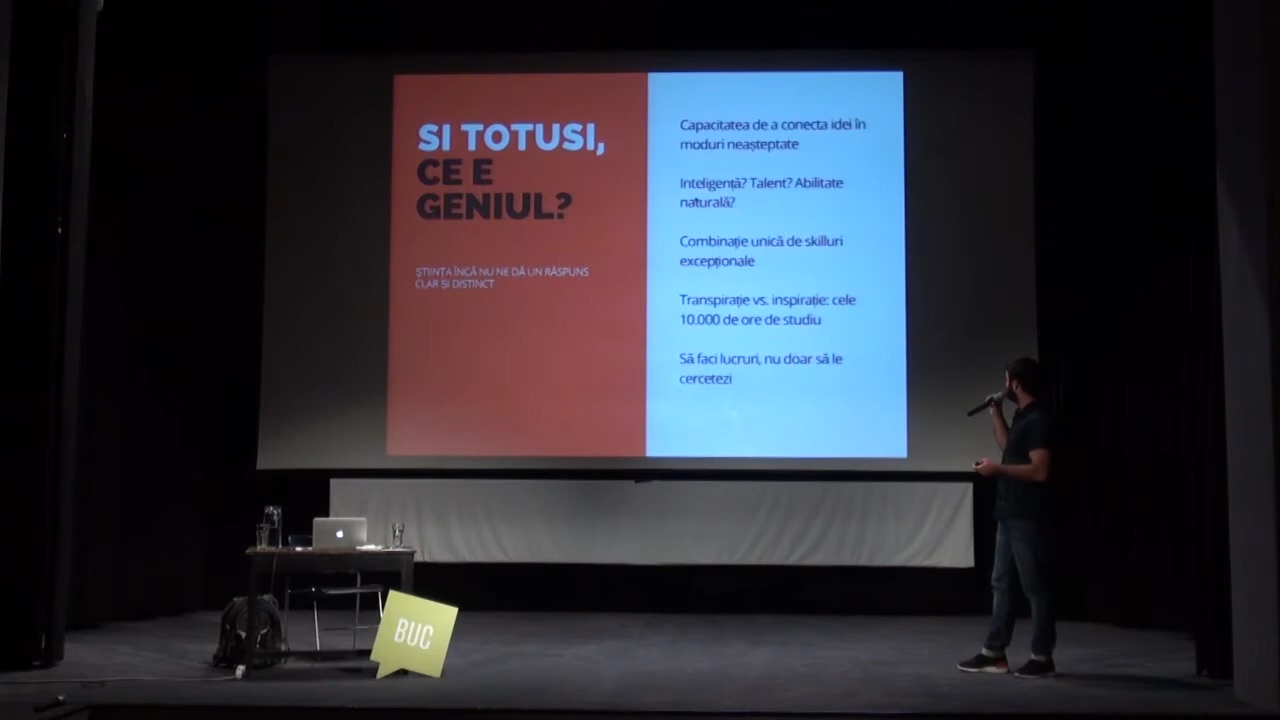 SI TOTUSI,
CE E
GENIUL?
ȘTIINȚA ÎNCĂ NU NE DĂ UN RĂSPUNS
CLAR ȘI DISTINCT
Capacitatea de a conecta idei în
moduri neașteptate
Inteligență? Talent? Abilitate
naturală?
Combinație unică de skilluri
excepționale
Transpirație vs. inspirație: cele
10.000 de ore de studiu
Să faci lucruri, nu doar să le
cercetezi
BUC